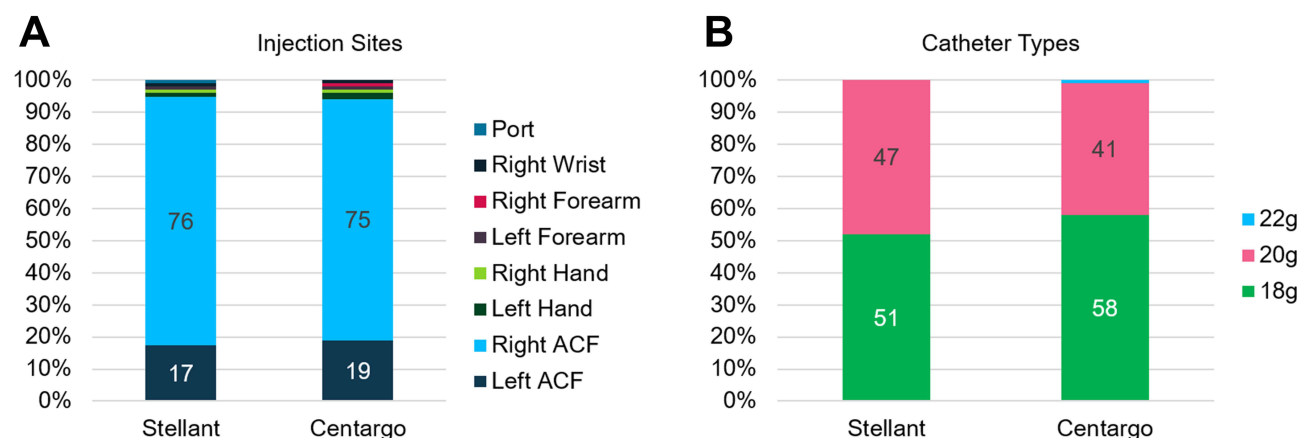 A
Injection Sites
100%
90%
80%
70%
60%
50%
40%
30%
20%
10%
0%
76
17
75
19
Stellant
Centargo
Port
Right Wrist
Right Forearm
Left Forearm
Right Hand
Left Hand
Right ACF
Left ACF
B
Catheter Types
100%
90%
80%
70%
60%
50%
40%
30%
20%
10%
0%
47
51
41
58
Stellant
Centargo
22g
20g
18g